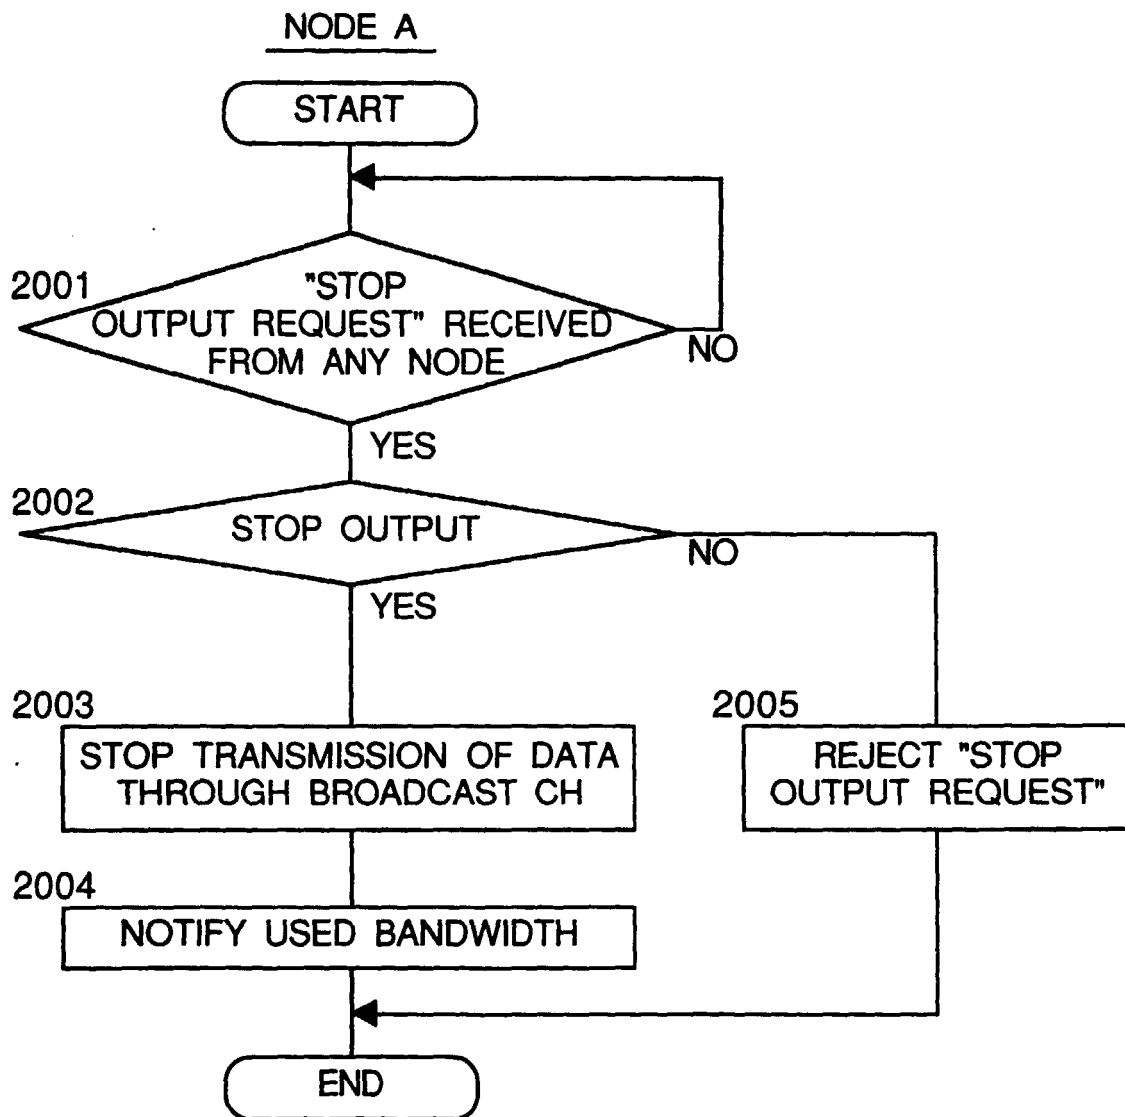 NODE A
START
2001
"STOP
OUTPUT REQUEST" RECEIVED
FROM ANY NODE
NO
YES
2002
STOP OUTPUT
NO
YES
2003
STOP TRANSMISSION OF DATA
THROUGH BROADCAST CH
2005
REJECT "STOP
OUTPUT REQUEST"
2004
NOTIFY USED BANDWIDTH
END